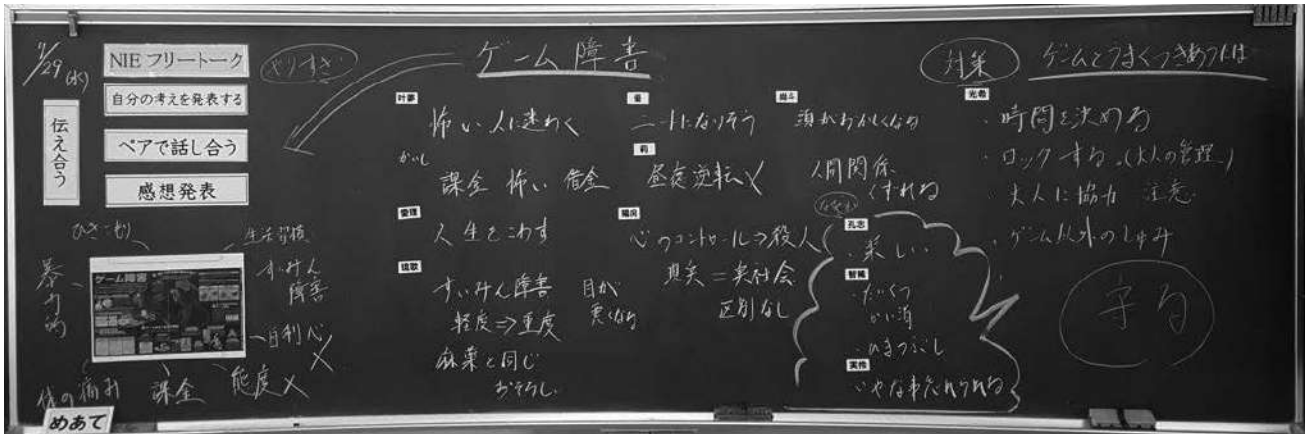 7/29
(水)
NIEフリートーク
自分の考えを発表する
ペアで話し合う
感想発表
伝え合う
やりすぎ
ゲーム障害
怖い人に迷わく
課金 怖い 借金
人生をこわす
すいみん障害
軽度⇒重度
麻薬と同じ
おそろし
目が
悪くなる
ニートになりそう
昼夜逆転×
心のコントロール⇒殺人
現実=実社会
区別なし
頭がおかしくなる
人間関係
くずれる
なぜか
・楽しい
・たいくつ
かい消
・ひまつぶし
いやな事忘れられる
対策
ゲームとうまくつきあうには
・時間を決める
・ロックする。(大人の管理)
・大人に協力 注意
・ゲーム以外のしゅみ
守る
ひきこもり
生活習慣
暴力的
すいみん
障害
ゲーム障害
課金
態度×
体の痛み
めあて